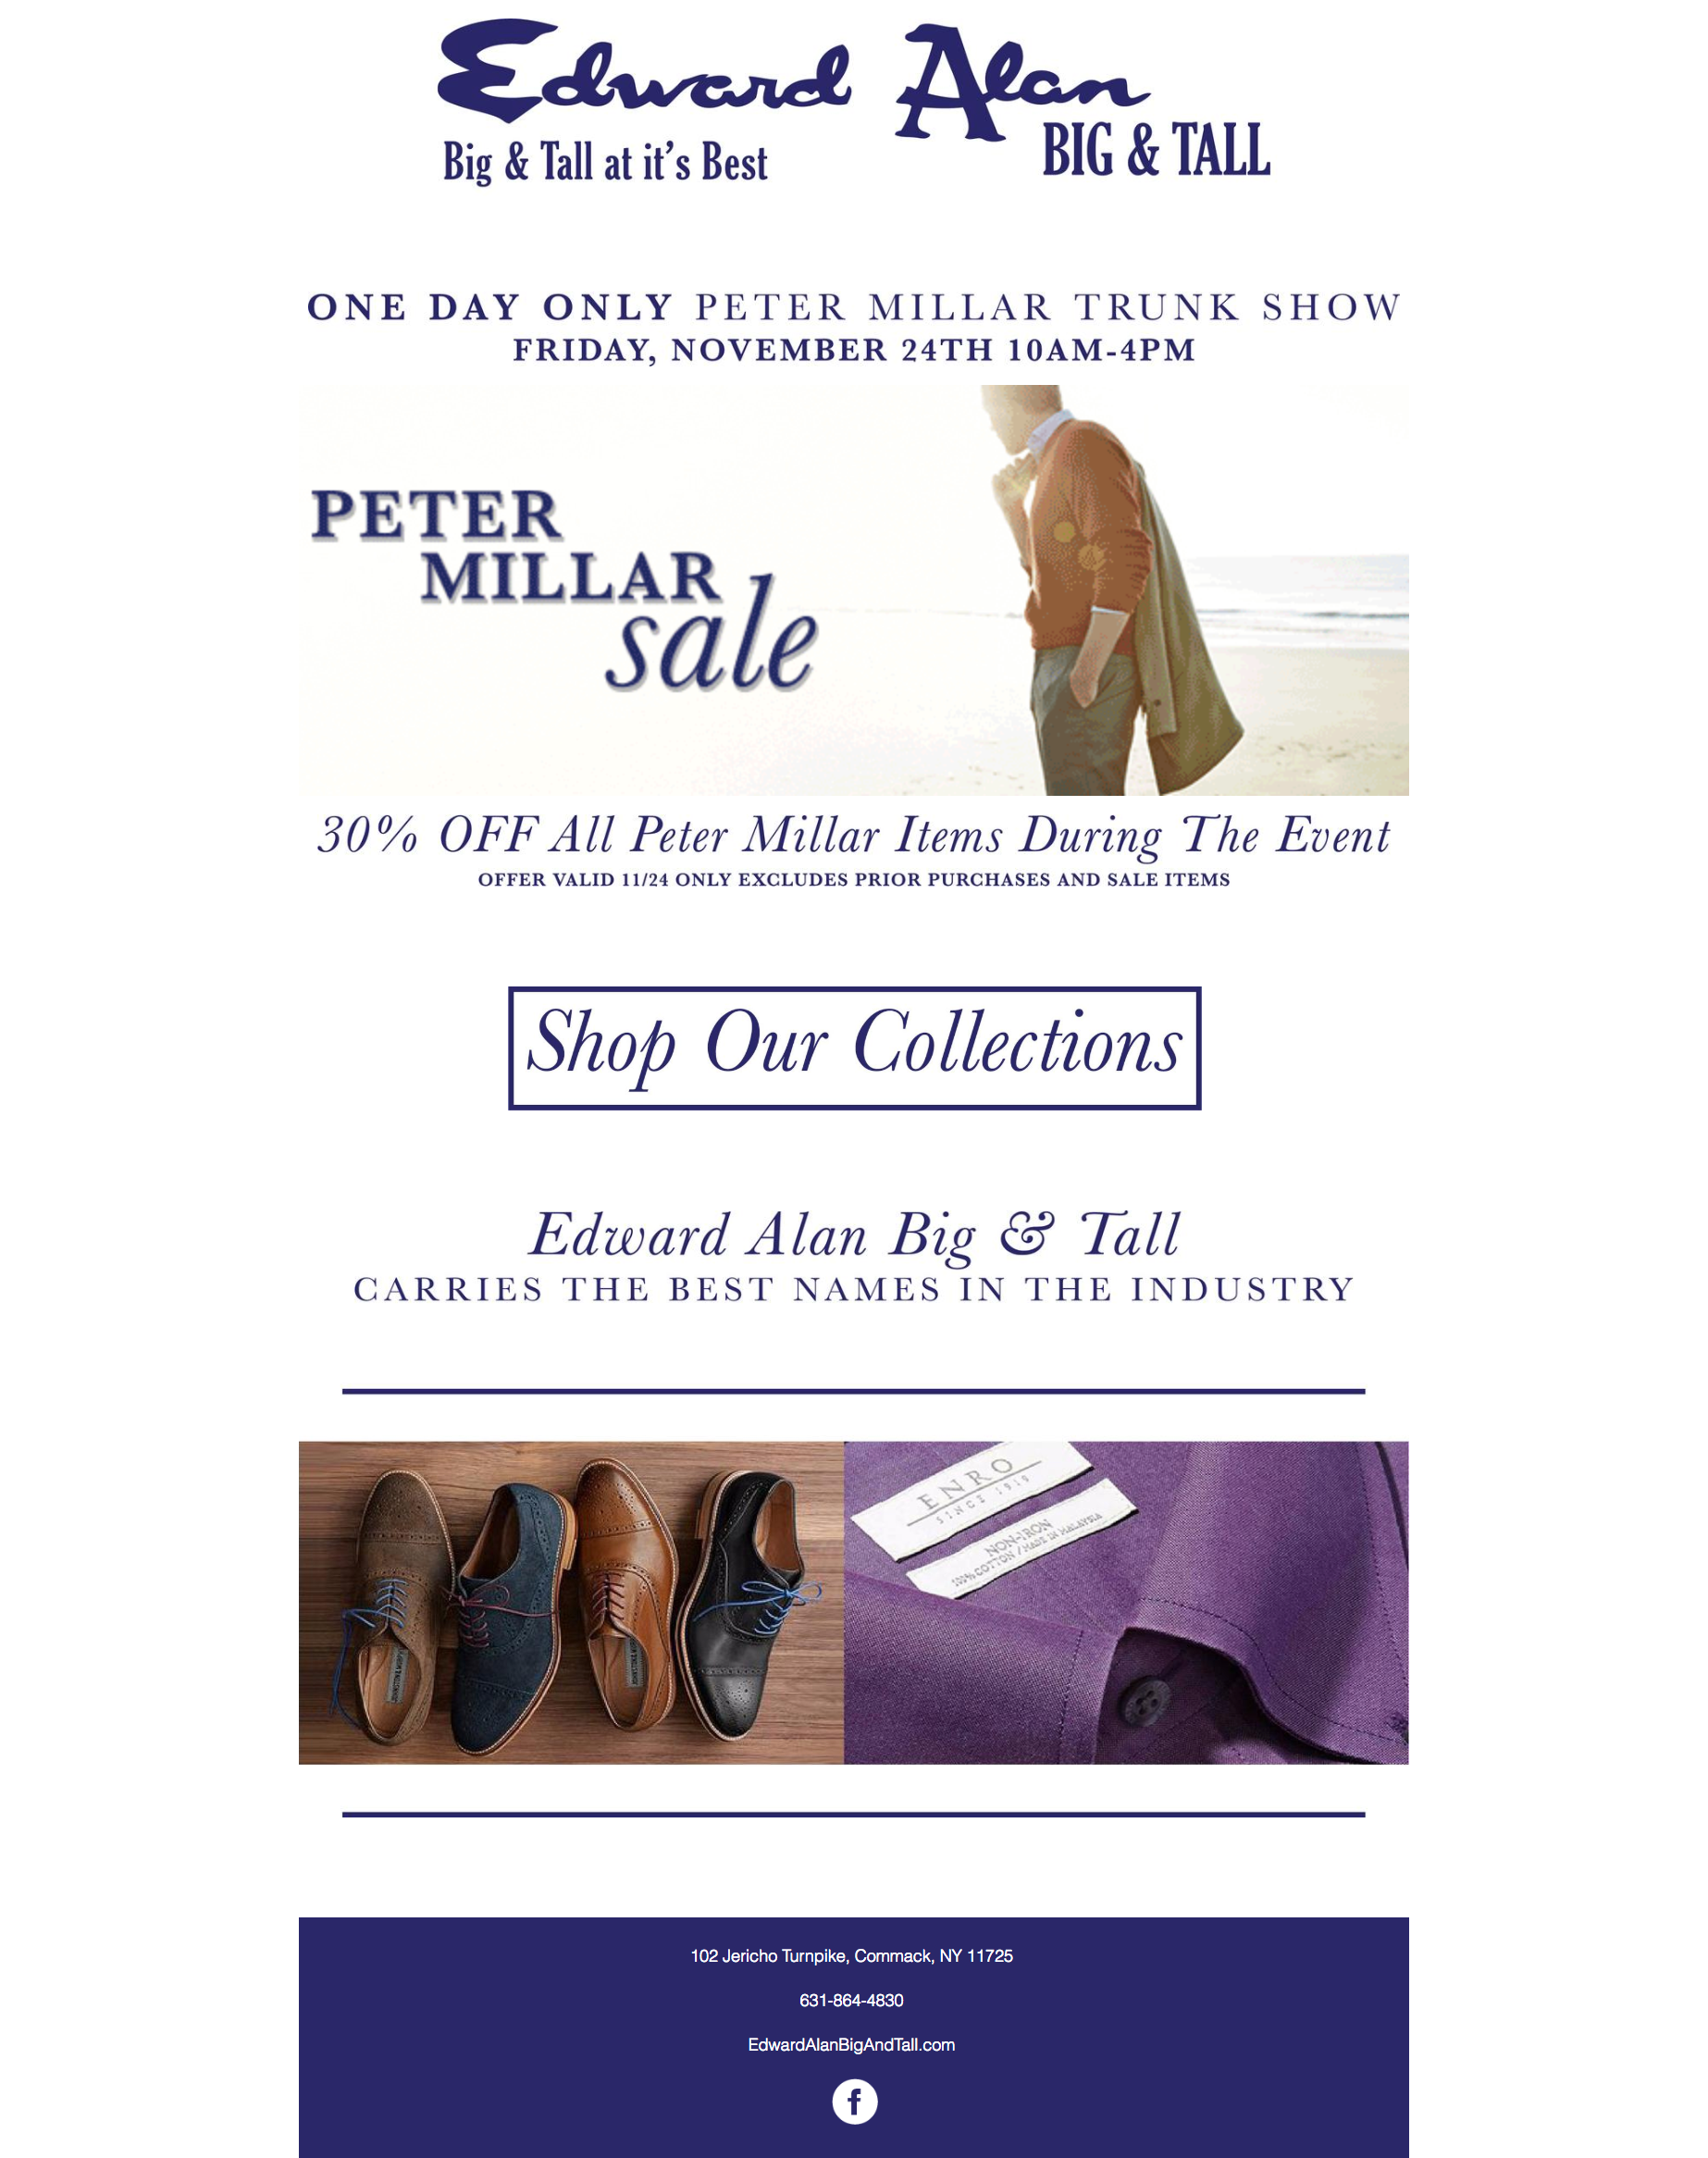 Edward Alan
Big & Tall at it's Best
BIG & TALL
ONE DAY ONLY PETER MILLAR TRUNK SHOW
FRIDAY, NOVEMBER 24TH 10AM-4PM
PETER
MILLAR
sale
30% OFF All Peter Millar Items During The Event
OFFER VALID 11/24 ONLY EXCLUDES PRIOR PURCHASES AND SALE ITEMS
Shop Our Collections
Edward Alan Big & Tall
CARRIES THE BEST NAMES IN THE INDUSTRY
ENRO
SINCE 1919
NON-IRON
100% COTTON / MADE IN MALAYSIA
102 Jericho Turnpike, Commack, NY 11725
631-864-4830
EdwardAlanBigAndTall.com
f